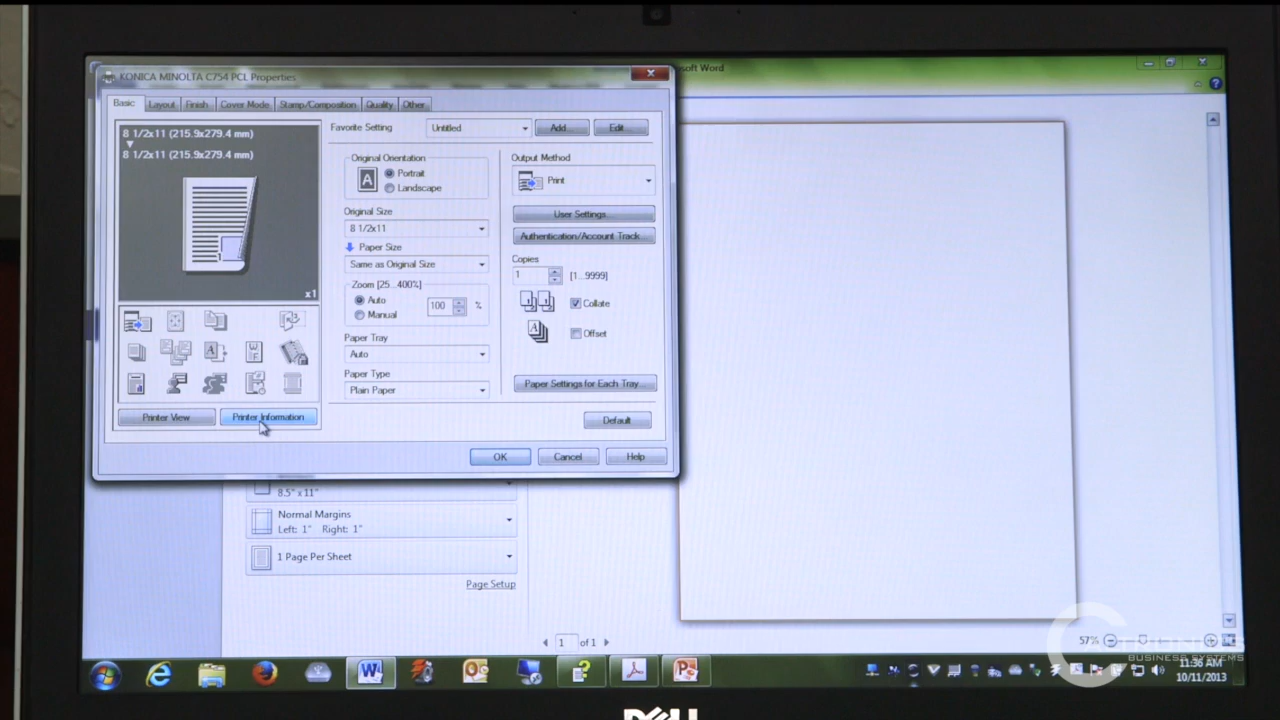 KONICA MINOLTA C754 PCL Properties
soft Word
Basic
Layout
Finish
Cover Mode
Stamp/Composition
Quality
Other
8 1/2x11 (215.9x279.4 mm)
8 1/2x11 (215.9x279.4 mm)
x1
Printer View
Printer Information
Favorite Setting
Untitled
Add...
Edit...
Original Orientation
A
Portrait
Landscape
Original Size
8 1/2x11
Paper Size
Same as Original Size
Zoom [25...400%]
Auto
100 %
Manual
Paper Tray
Auto
Paper Type
Plain Paper
Output Method
Print
User Settings...
Authentication/Account Track...
Copies
1
[1...9999]
Collate
Offset
Paper Settings for Each Tray...
Default
OK
Cancel
Help
8.5" x 11"
Normal Margins
Left: 1" Right: 1"
1 Page Per Sheet
Page Setup
1 of 1
57%
BUSINESS SYSTEMS
11:36 AM
10/11/2013
DELL